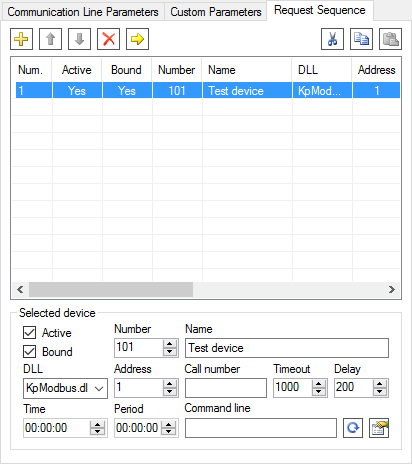 Communication Line Parameters Custom Parameters Request Sequence
Num. Active Bound Number Name DLL Address
1 Yes Yes 101 Test device KpMod... 1
Selected device
Active
Bound
Number Name
101 Test device
DLL Address Call number Timeout Delay
KpModbus.dl 1 1000 200
Time Period Command line
00:00:00 00:00:00